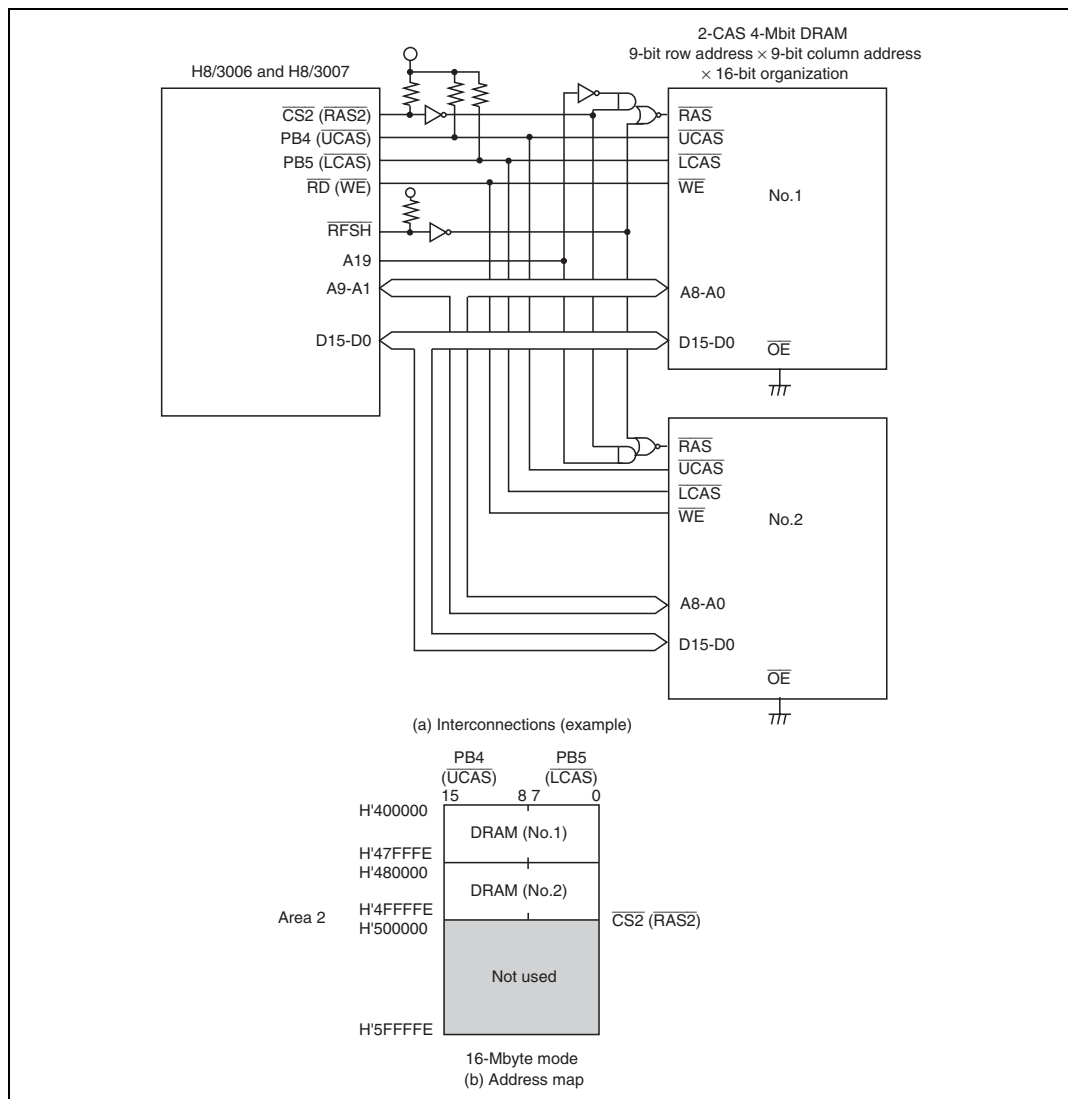 2-CAS 4-Mbit DRAM
9-bit row address × 9-bit column address
× 16-bit organization
H8/3006 and H8/3007
CS2 (RAS2)
PB4 (UCAS)
PB5 (LCAS)
RD (WE)
RFSH
A19
A9-A1
D15-D0
RAS
UCAS
LCAS
WE
No.1
A8-A0
D15-D0
OE
RAS
UCAS
LCAS
WE
No.2
A8-A0
D15-D0
OE
(a) Interconnections (example)
PB4 PB5
(UCAS) (LCAS)
15 8 7 0
H'400000
DRAM (No.1)
H'47FFFE
H'480000
DRAM (No.2)
H'4FFFFE
Area 2
H'500000
CS2 (RAS2)
Not used
H'5FFFFE
16-Mbyte mode
(b) Address map